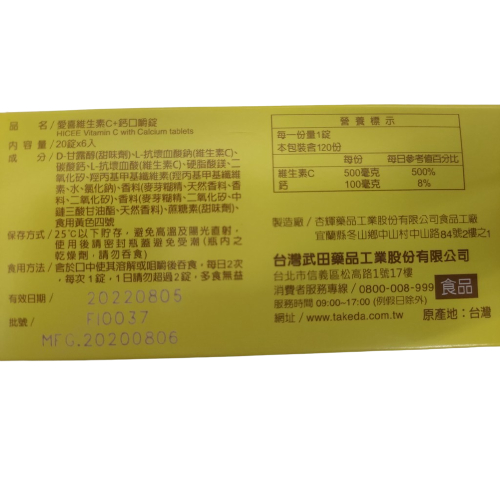 品名/愛喜維生素C+鈣口嚼錠
HICEE Vitamin C with Calcium tablets
內容量/20錠x6入
成分/D-甘露醇(甜味劑)、L-抗壞血酸鈉(維生素C)、
碳酸鈣、L-抗壞血酸(維生素C)、硬脂酸鎂、二
氧化矽、羥丙基甲基纖維素(羥丙基甲基纖維
素、水、氯化鈉)、香料(麥芽糊精、天然香料、香
料、二氧化矽)、香料(麥芽糊精、二氧化矽、中
鏈三酸甘油酯、天然香料)、蔗糖素(甜味劑)、
食用黃色四號
保存方式/25℃以下貯存，避免高溫及陽光直射，
使用後請密封瓶蓋避免受潮(瓶內之
乾燥劑，請勿吞食)
食用方法/含於口中使其溶解或咀嚼後吞食，每日2次，
每次1錠，1日請勿超過2錠，多食無益
有效日期/20220805
批號/F10037
MFG.20200806
營養標示
每一份量1錠
本包裝含120份
每份 每日參考值百分比
維生素C 500毫克 500%
鈣 100毫克 8%
製造廠/杏輝藥品工業股份有限公司食品工廠
宜蘭縣冬山鄉中山村中山路84號2樓之1
台灣武田藥品工業股份有限公司
台北市信義區松高路1號17樓
消費者服務專線/0800-008-999 食品
服務時間 09:00~17:00 (例假日除外)
網址/www.takeda.com.tw 原產地：台灣